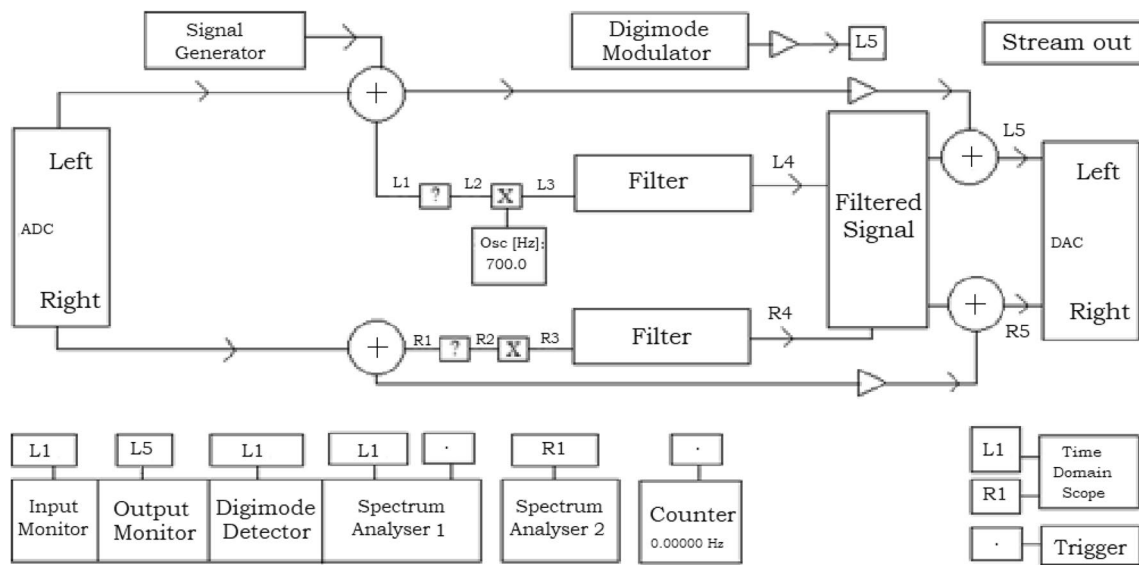 Signal
Generator
Digimode
Modulator
L5
Stream out
Left
ADC
Right
L1
?
L2
X
L3
Osc [Hz]:
700.0
Filter
L4
Filtered
Signal
L5
Left
DAC
Right
R1
?
R2
X
R3
Filter
R4
R5
L1
L5
L1
L1
.
R1
.
Input
Monitor
Output
Monitor
Digimode
Detector
Spectrum
Analyser 1
Spectrum
Analyser 2
Counter
0.00000 Hz
L1
R1
Time
Domain
Scope
.
Trigger